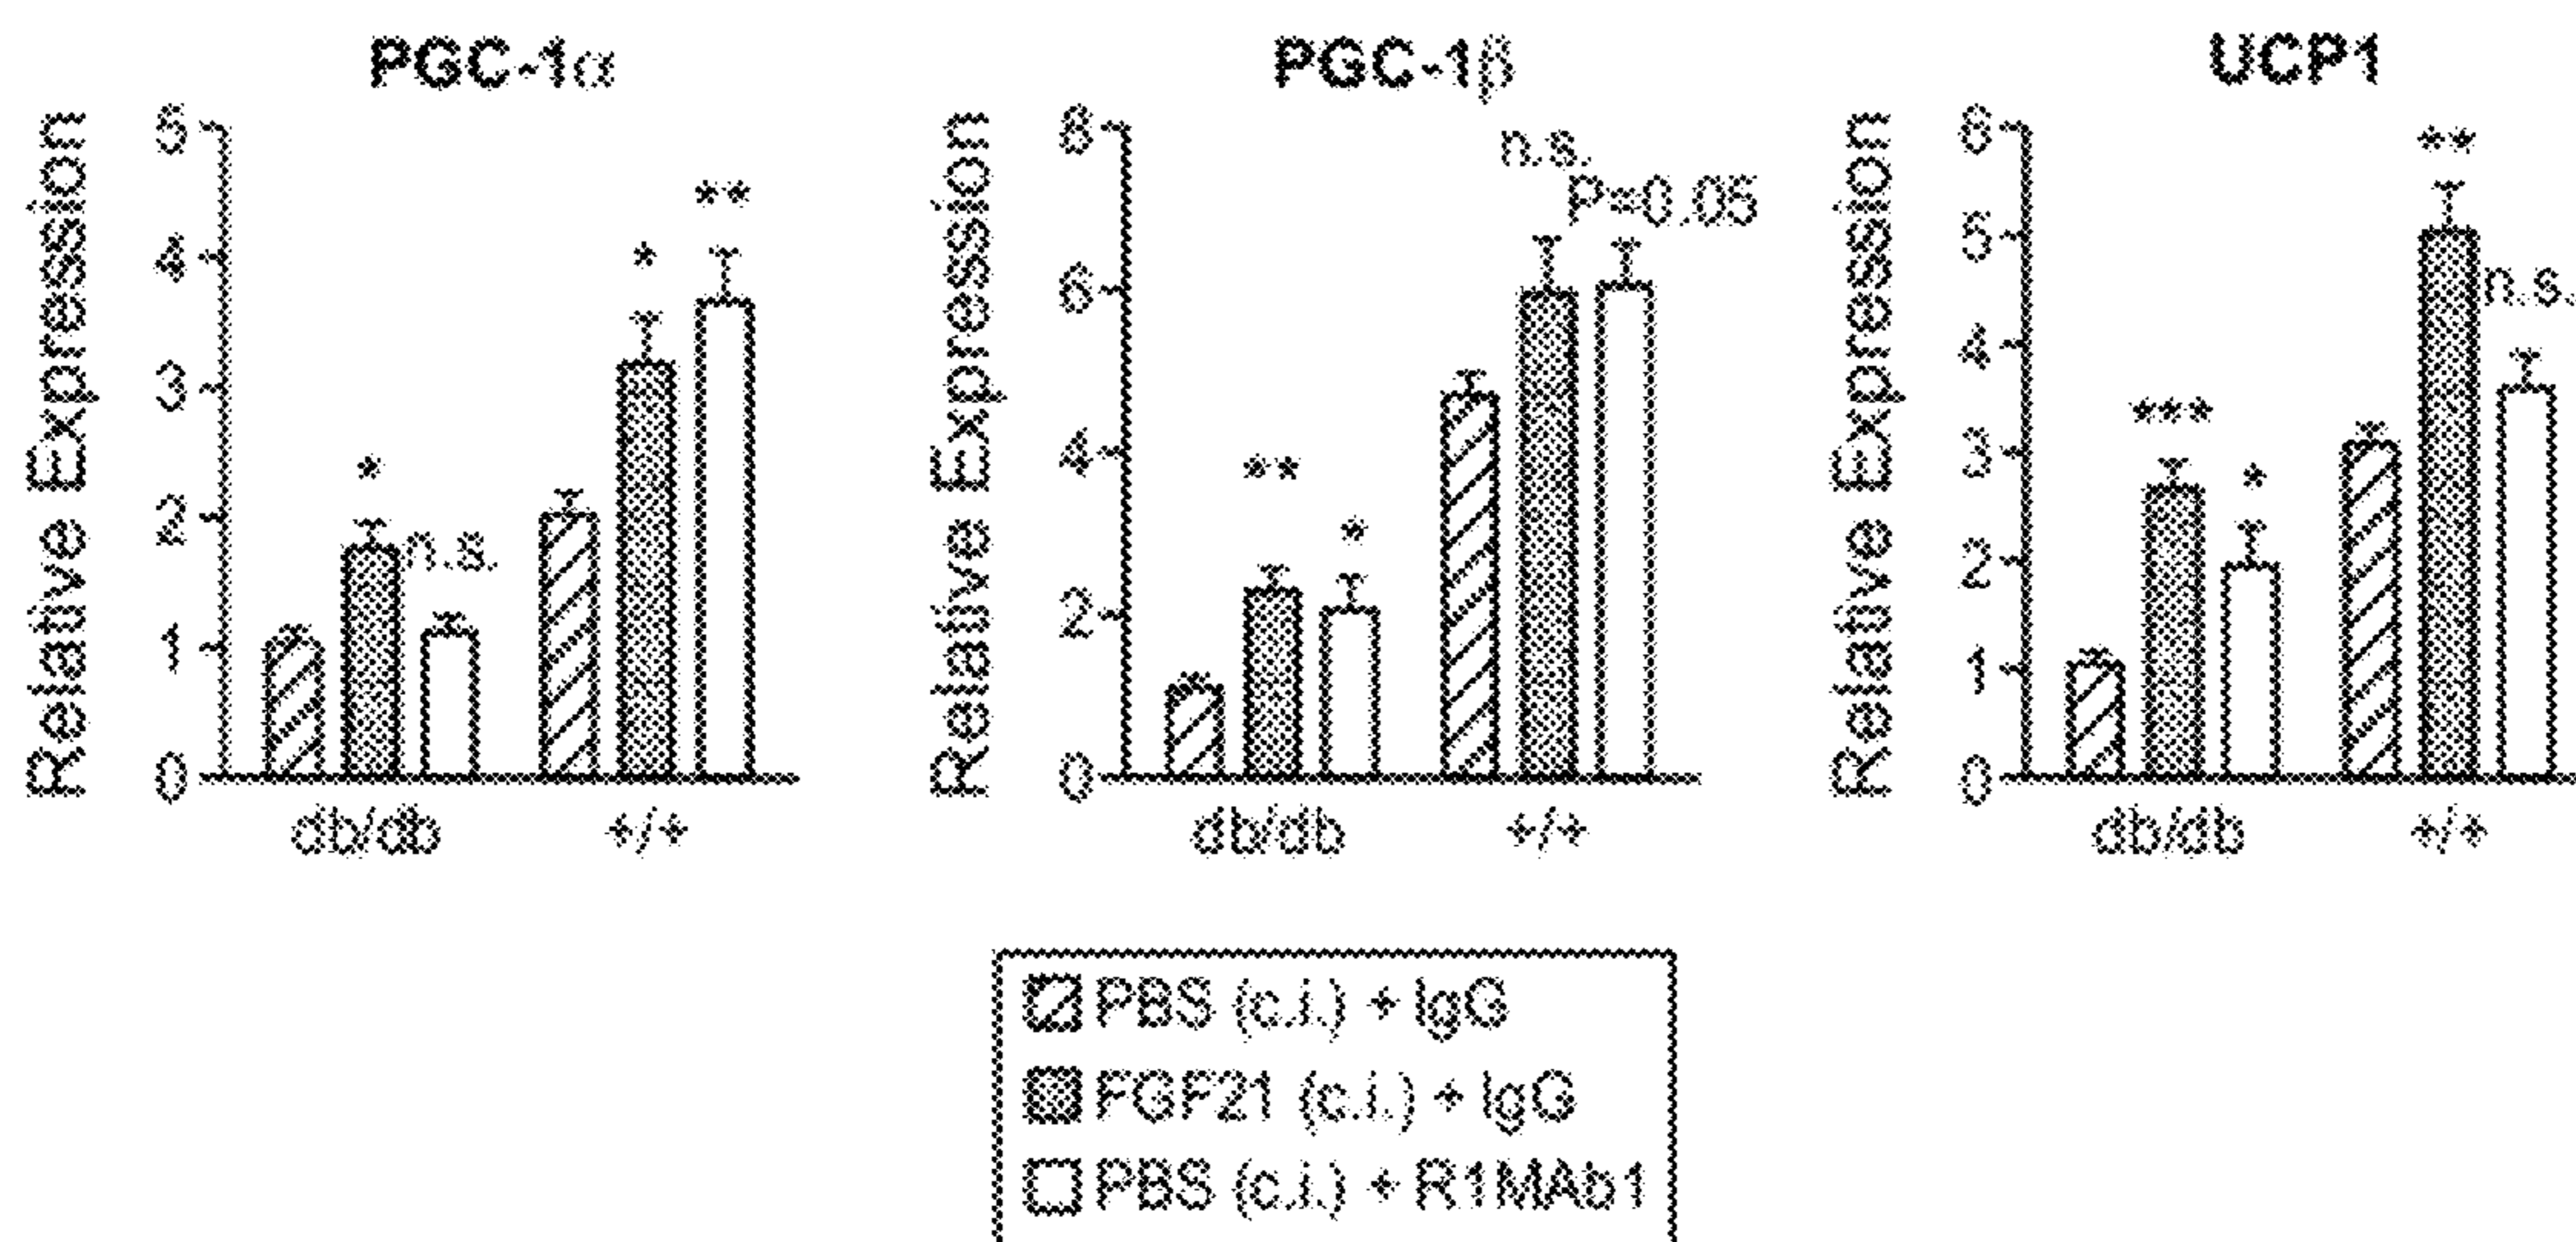 PGC-1α
Relative Expression
5
4
3
2
1
0
*
n.s.
*
**
db/db
+/+
PGC-1β
Relative Expression
8
6
4
2
0
**
*
n.s.
P=0.05
db/db
+/+
UCP1
Relative Expression
6
5
4
3
2
1
0
***
*
**
n.s.
db/db
+/+
PBS (c.i.) + IgG
FGF21 (c.i.) + IgG
PBS (c.i.) + R1MAb1